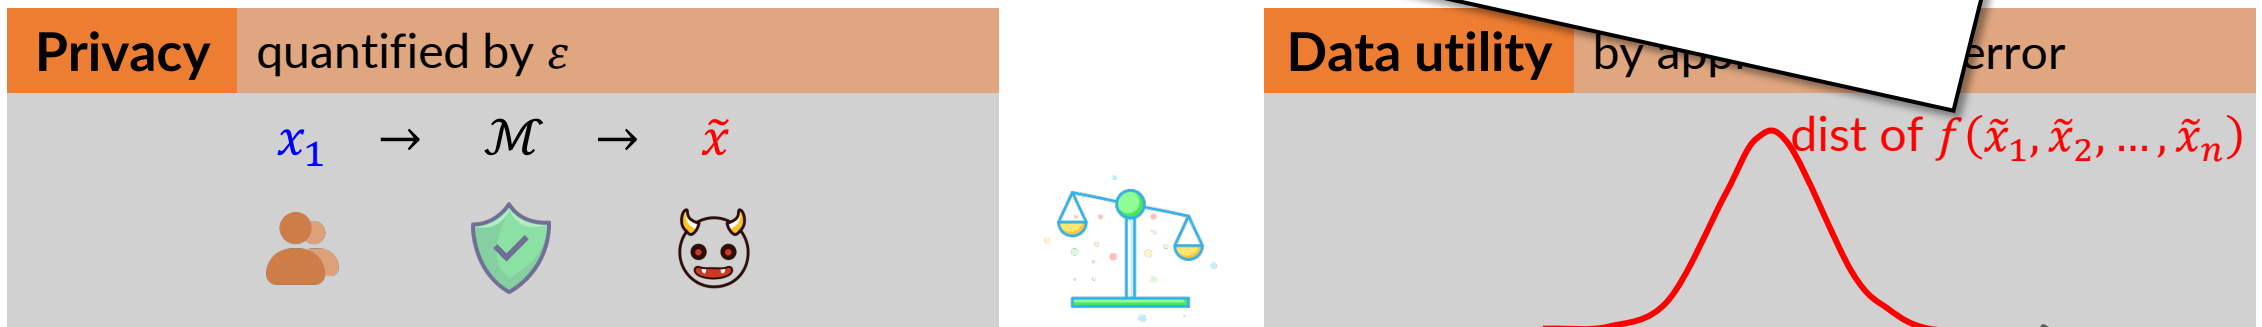 Privacy quantified by ε
x₁ → ℳ → x̃
Data utility by error
dist of f(x̃₁, x̃₂, …, x̃ₙ)